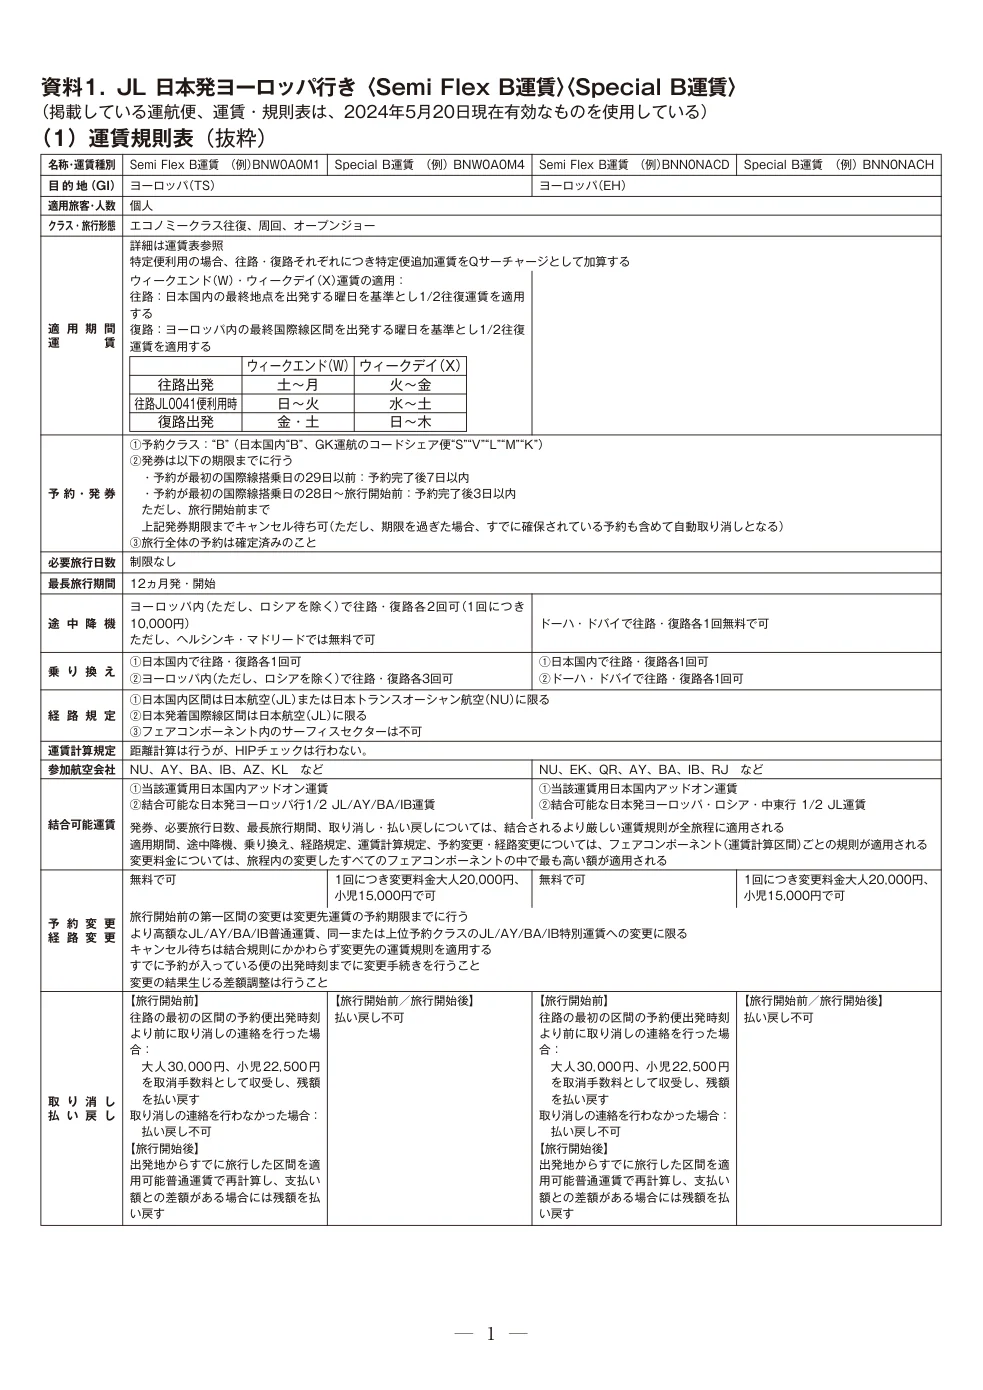 資料1．JL 日本発ヨーロッパ行き〈Semi Flex B運賃〉〈Special B運賃〉
（掲載している運航便、運賃・規則表は、2024年5月20日現在有効なものを使用している）
（1）運賃規則表（抜粋）
名称・運賃種別 Semi Flex B運賃 （例）BNW0A0M1 Special B運賃 （例） BNW0A0M4 Semi Flex B運賃 （例）BNN0NACD Special B運賃 （例） BNN0NACH
目的地（GI） ヨーロッパ（TS） ヨーロッパ（EH）
適用旅客・人数 個人
クラス・旅行形態 エコノミークラス往復、周回、オープンジョー
適用期間
運賃
詳細は運賃表参照
特定便利用の場合、往路・復路それぞれにつき特定便追加運賃をQサーチャージとして加算する
ウィークエンド（W）・ウィークデイ（X）運賃の適用：
往路：日本国内の最終地点を出発する曜日を基準とし1/2往復運賃を適用
する
復路：ヨーロッパ内の最終国際線区間を出発する曜日を基準とし1/2往復
運賃を適用する
ウィークエンド（W） ウィークデイ（X）
往路出発 土～月 火～金
往路JL0041便利用時 日～火 水～土
復路出発 金・土 日～木
予約・発券
①予約クラス：“B”（日本国内“B”、GK運航のコードシェア便“S”“V”“L”“M”“K”）
②発券は以下の期限までに行う
・予約が最初の国際線搭乗日の29日以前：予約完了後7日以内
・予約が最初の国際線搭乗日の28日～旅行開始前：予約完了後3日以内
ただし、旅行開始前まで
上記発券期限までキャンセル待ち可（ただし、期限を過ぎた場合、すでに確保されている予約も含めて自動取り消しとなる）
③旅行全体の予約は確定済みのこと
必要旅行日数 制限なし
最長旅行期間 12ヵ月発・開始
途中降機
ヨーロッパ内（ただし、ロシアを除く）で往路・復路各2回可（1回につき
10,000円）
ただし、ヘルシンキ・マドリードでは無料で可
ドーハ・ドバイで往路・復路各1回無料で可
乗り換え
①日本国内で往路・復路各1回可
②ヨーロッパ内（ただし、ロシアを除く）で往路・復路各3回可
①日本国内で往路・復路各1回可
②ドーハ・ドバイで往路・復路各1回可
経路規定
①日本国内区間は日本航空（JL）または日本トランスオーシャン航空（NU）に限る
②日本発着国際線区間は日本航空（JL）に限る
③フェアコンポーネント内のサーフィスセクターは不可
運賃計算規定 距離計算は行うが、HIPチェックは行わない。
参加航空会社 NU、AY、BA、IB、AZ、KL など NU、EK、QR、AY、BA、IB、RJ など
結合可能運賃
①当該運賃用日本国内アッドオン運賃
②結合可能な日本発ヨーロッパ行1/2 JL/AY/BA/IB運賃
①当該運賃用日本国内アッドオン運賃
②結合可能な日本発ヨーロッパ・ロシア・中東行 1/2 JL運賃
発券、必要旅行日数、最長旅行期間、取り消し・払い戻しについては、結合されるより厳しい運賃規則が全旅程に適用される
適用期間、途中降機、乗り換え、経路規定、運賃計算規定、予約変更・経路変更については、フェアコンポーネント（運賃計算区間）ごとの規則が適用される
変更料金については、旅程内の変更したすべてのフェアコンポーネントの中で最も高い額が適用される
予約変更
経路変更
無料で可
1回につき変更料金大人20,000円、
小児15,000円で可
無料で可
1回につき変更料金大人20,000円、
小児15,000円で可
旅行開始前の第一区間の変更は変更先運賃の予約期限までに行う
より高額なJL/AY/BA/IB普通運賃、同一または上位予約クラスのJL/AY/BA/IB特別運賃への変更に限る
キャンセル待ちは結合規則にかかわらず変更先の運賃規則を適用する
すでに予約が入っている便の出発時刻までに変更手続きを行うこと
変更の結果生じる差額調整は行うこと
取り消し
払い戻し
【旅行開始前】
往路の最初の区間の予約便出発時刻
より前に取り消しの連絡を行った場
合：
大人30,000円、小児22,500円
を取消手数料として収受し、残額
を払い戻す
取り消しの連絡を行わなかった場合：
払い戻し不可
【旅行開始後】
出発地からすでに旅行した区間を適
用可能普通運賃で再計算し、支払い
額との差額がある場合には残額を払
い戻す
【旅行開始前／旅行開始後】
払い戻し不可
【旅行開始前】
往路の最初の区間の予約便出発時刻
より前に取り消しの連絡を行った場
合：
大人30,000円、小児22,500円
を取消手数料として収受し、残額
を払い戻す
取り消しの連絡を行わなかった場合：
払い戻し不可
【旅行開始後】
出発地からすでに旅行した区間を適
用可能普通運賃で再計算し、支払い
額との差額がある場合には残額を払
い戻す
【旅行開始前／旅行開始後】
払い戻し不可
— 1 —